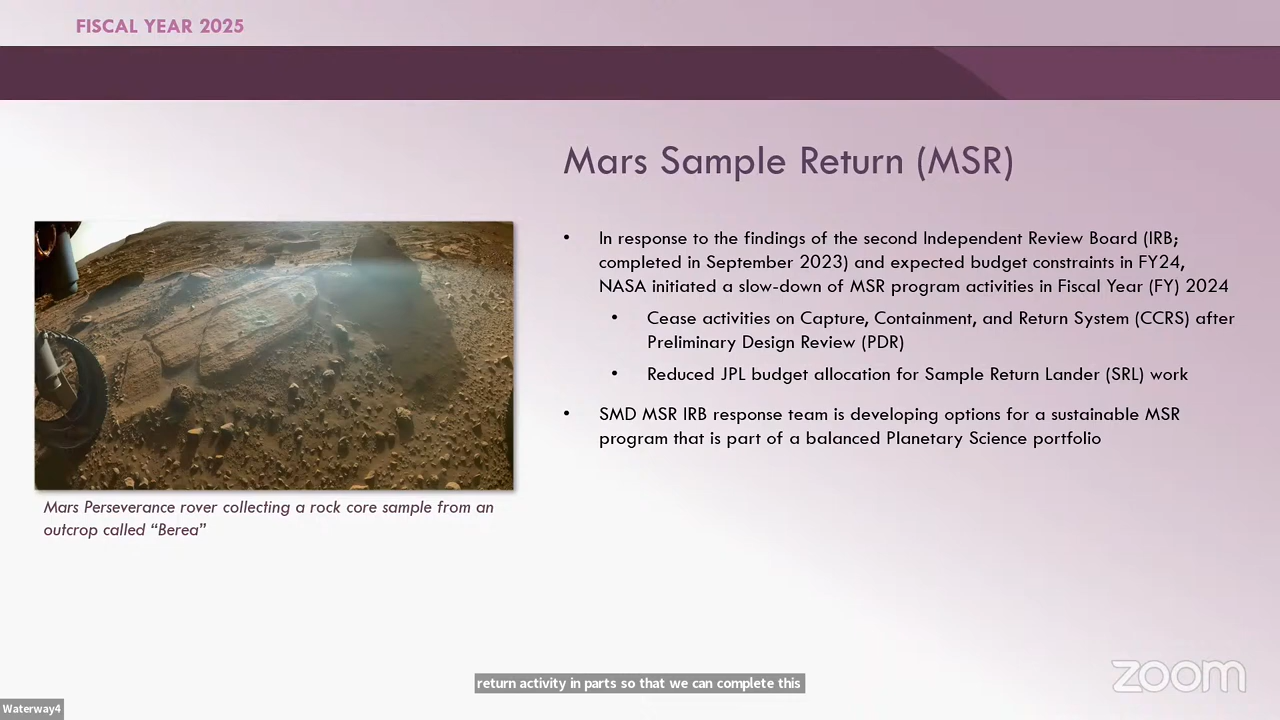 FISCAL YEAR 2025
Mars Sample Return (MSR)
• In response to the findings of the second Independent Review Board (IRB;
completed in September 2023) and expected budget constraints in FY24,
NASA initiated a slow-down of MSR program activities in Fiscal Year (FY) 2024
• Cease activities on Capture, Containment, and Return System (CCRS) after
Preliminary Design Review (PDR)
• Reduced JPL budget allocation for Sample Return Lander (SRL) work
• SMD MSR IRB response team is developing options for a sustainable MSR
program that is part of a balanced Planetary Science portfolio
Mars Perseverance rover collecting a rock core sample from an
outcrop called “Berea”
return activity in parts so that we can complete this
zoom
Waterway4